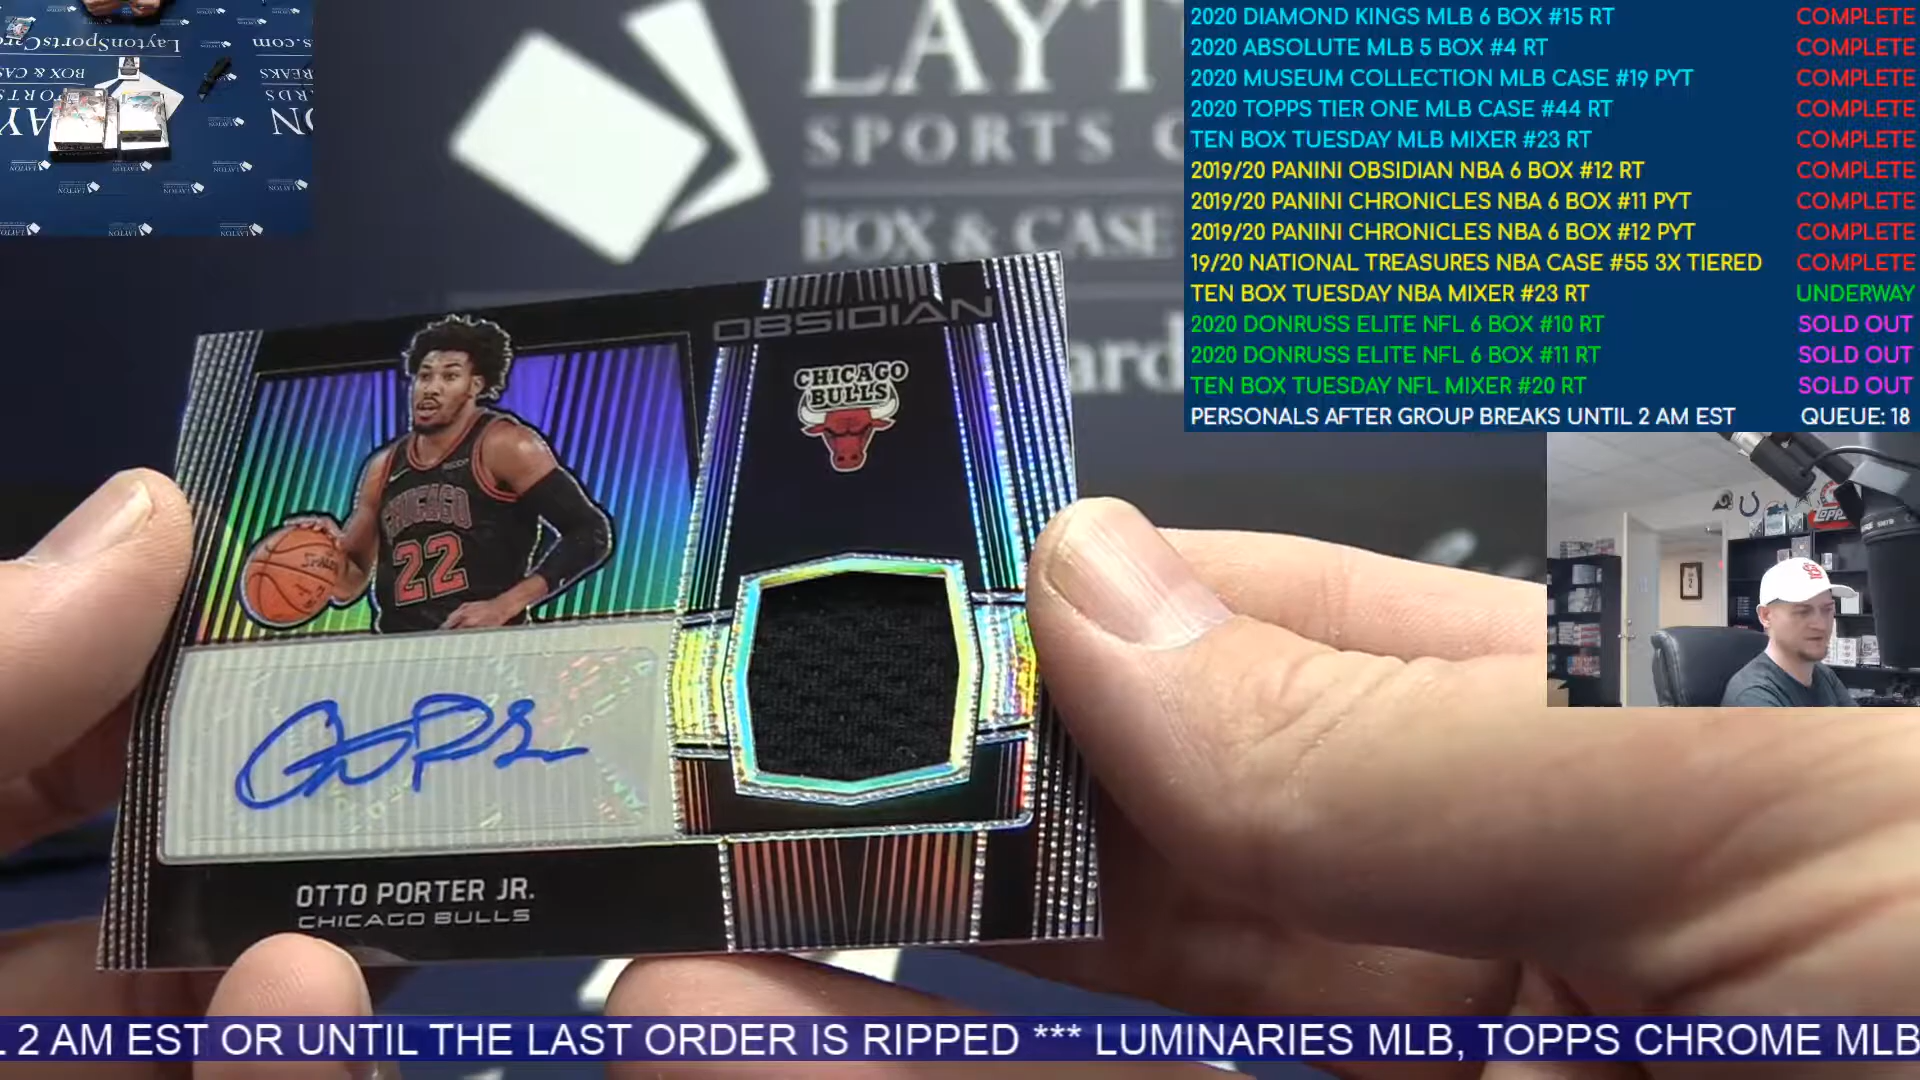 LaytonSportsCar
s.com
BOX & CA
REAKS
LAYT
SPORTS C
BOX & CASE
ard
2020 DIAMOND KINGS MLB 6 BOX #15 RT COMPLETE
2020 ABSOLUTE MLB 5 BOX #4 RT COMPLETE
2020 MUSEUM COLLECTION MLB CASE #19 PYT COMPLETE
2020 TOPPS TIER ONE MLB CASE #44 RT COMPLETE
TEN BOX TUESDAY MLB MIXER #23 RT COMPLETE
2019/20 PANINI OBSIDIAN NBA 6 BOX #12 RT COMPLETE
2019/20 PANINI CHRONICLES NBA 6 BOX #11 PYT COMPLETE
2019/20 PANINI CHRONICLES NBA 6 BOX #12 PYT COMPLETE
19/20 NATIONAL TREASURES NBA CASE #55 3X TIERED COMPLETE
TEN BOX TUESDAY NBA MIXER #23 RT UNDERWAY
2020 DONRUSS ELITE NFL 6 BOX #10 RT SOLD OUT
2020 DONRUSS ELITE NFL 6 BOX #11 RT SOLD OUT
TEN BOX TUESDAY NFL MIXER #20 RT SOLD OUT
PERSONALS AFTER GROUP BREAKS UNTIL 2 AM EST QUEUE: 18
OBSIDIAN
CHICAGO
BULLS
CHICAGO
22
SPALDING
OTTO PORTER JR.
CHICAGO BULLS
TOPPS
L 2 AM EST OR UNTIL THE LAST ORDER IS RIPPED *** LUMINARIES MLB, TOPPS CHROME MLB